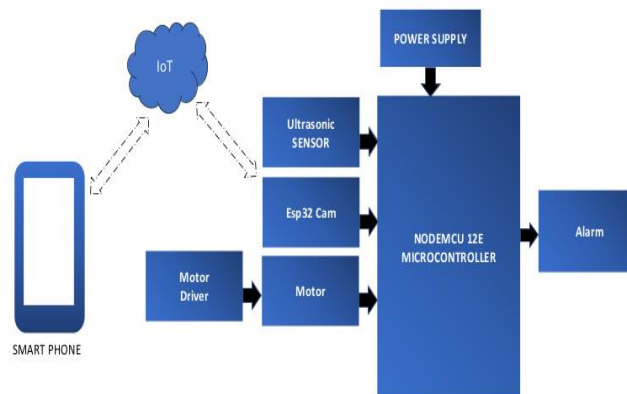 POWER SUPPLY
IoT
Ultrasonic
SENSOR
Esp32 Cam
NODEMCU 12E
MICROCONTROLLER
Alarm
Motor
Driver
Motor
SMART PHONE